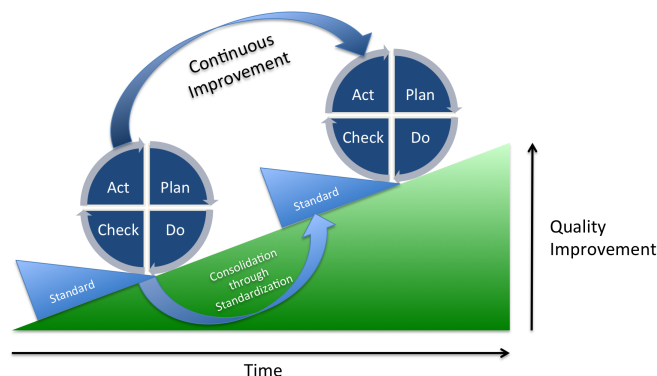 Continuous
Improvement
Act
Plan
Check
Do
Act
Plan
Check
Do
Standard
Standard
Consolidation
through
Standardization
Quality
Improvement
Time